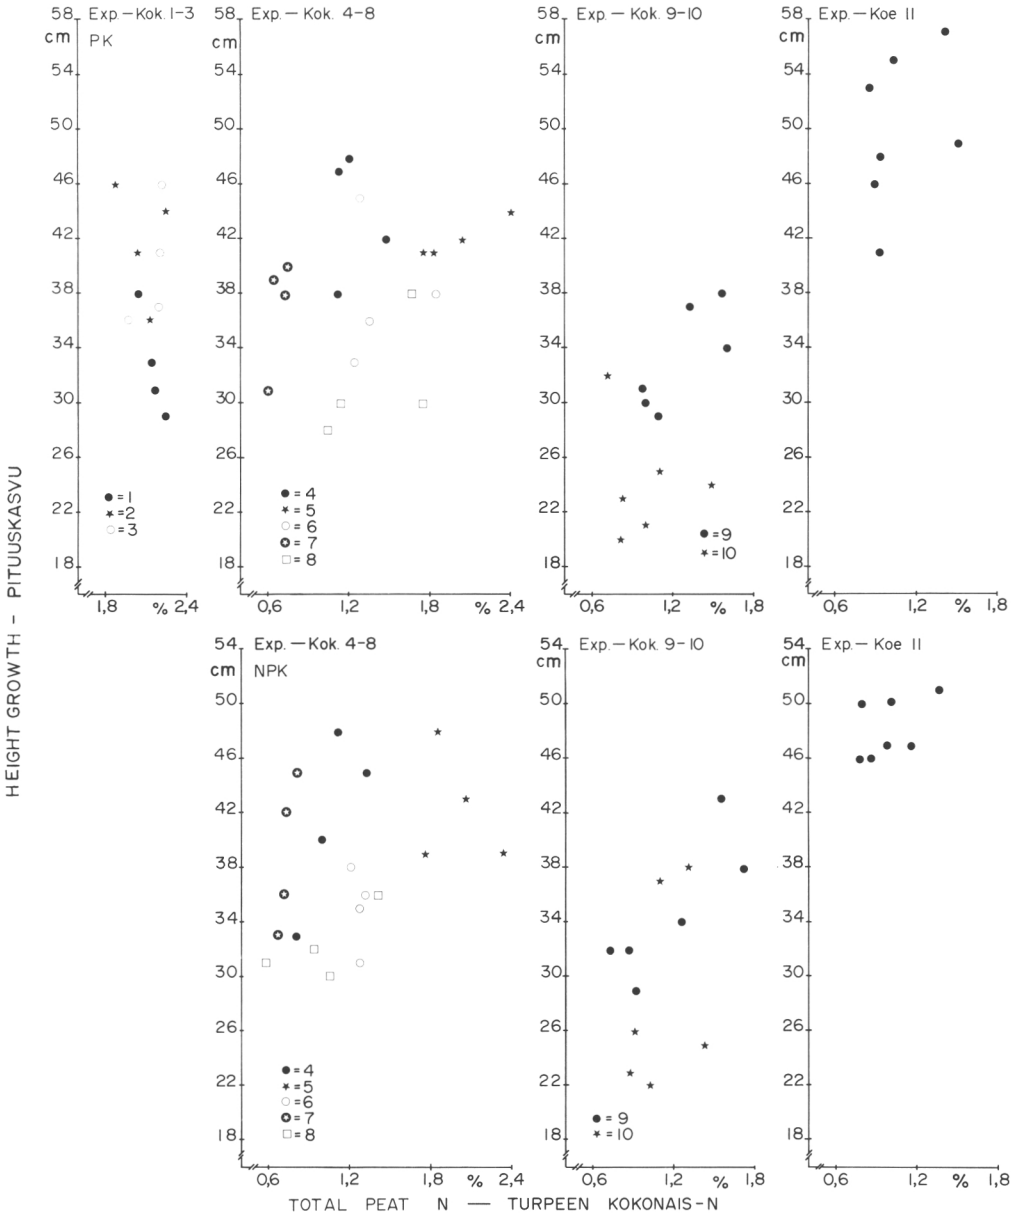 Exp.—Kok. 1-3
58
cm
PK
54
50
46
42
38
34
30
26
22
18
● = 1
★ = 2
○ = 3
1,8 % 2,4
Exp.—Kok. 4-8
58
cm
54
50
46
42
38
34
30
26
22
18
● = 4
★ = 5
○ = 6
✪ = 7
□ = 8
0,6 1,2 1,8 % 2,4
Exp.—Kok. 9-10
58
cm
54
50
46
42
38
34
30
26
22
18
● = 9
★ = 10
0,6 1,2 % 1,8
Exp.—Koe 11
58
cm
54
50
46
42
38
34
30
26
22
18
0,6 1,2 % 1,8
HEIGHT GROWTH - PITUUSKASVU
Exp.—Kok. 4-8
54
cm
NPK
50
46
42
38
34
30
26
22
18
● = 4
★ = 5
○ = 6
✪ = 7
□ = 8
0,6 1,2 1,8 % 2,4
Exp.—Kok. 9-10
54
cm
50
46
42
38
34
30
26
22
18
● = 9
★ = 10
0,6 1,2 % 1,8
Exp.—Koe 11
54
cm
50
46
42
38
34
30
26
22
18
0,6 1,2 % 1,8
TOTAL PEAT N — TURPEEN KOKONAIS-N